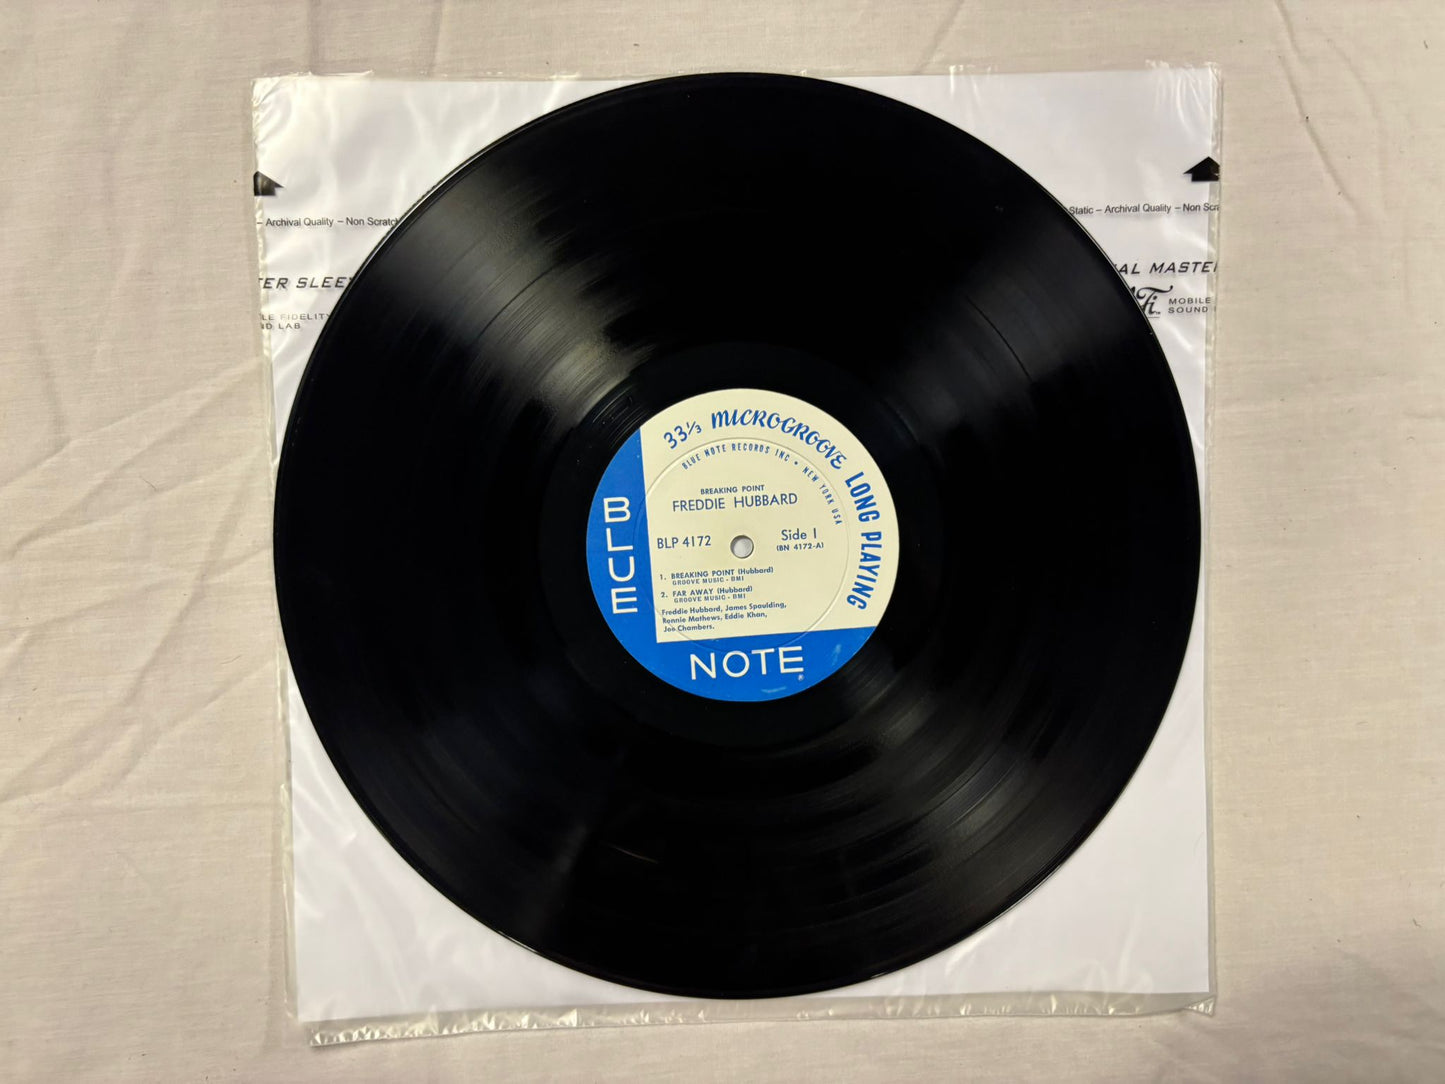 – Archival Quality – Non Scratch
Static – Archival Quality – Non Scra
TER SLEE
AL MASTE
LE FIDELITY
ND LAB
Fi™
MOBILE
SOUND
33⅓ MICROGROOVE LONG PLAYING
BLUE NOTE RECORDS INC • NEW YORK USA
BREAKING POINT
FREDDIE HUBBARD
BLP 4172
Side 1
(BN 4172-A)
1. BREAKING POINT (Hubbard)
GROOVE MUSIC - BMI
2. FAR AWAY (Hubbard)
GROOVE MUSIC - BMI
Freddie Hubbard, James Spaulding,
Ronnie Mathews, Eddie Khan,
Joe Chambers.
BLUE
NOTE®